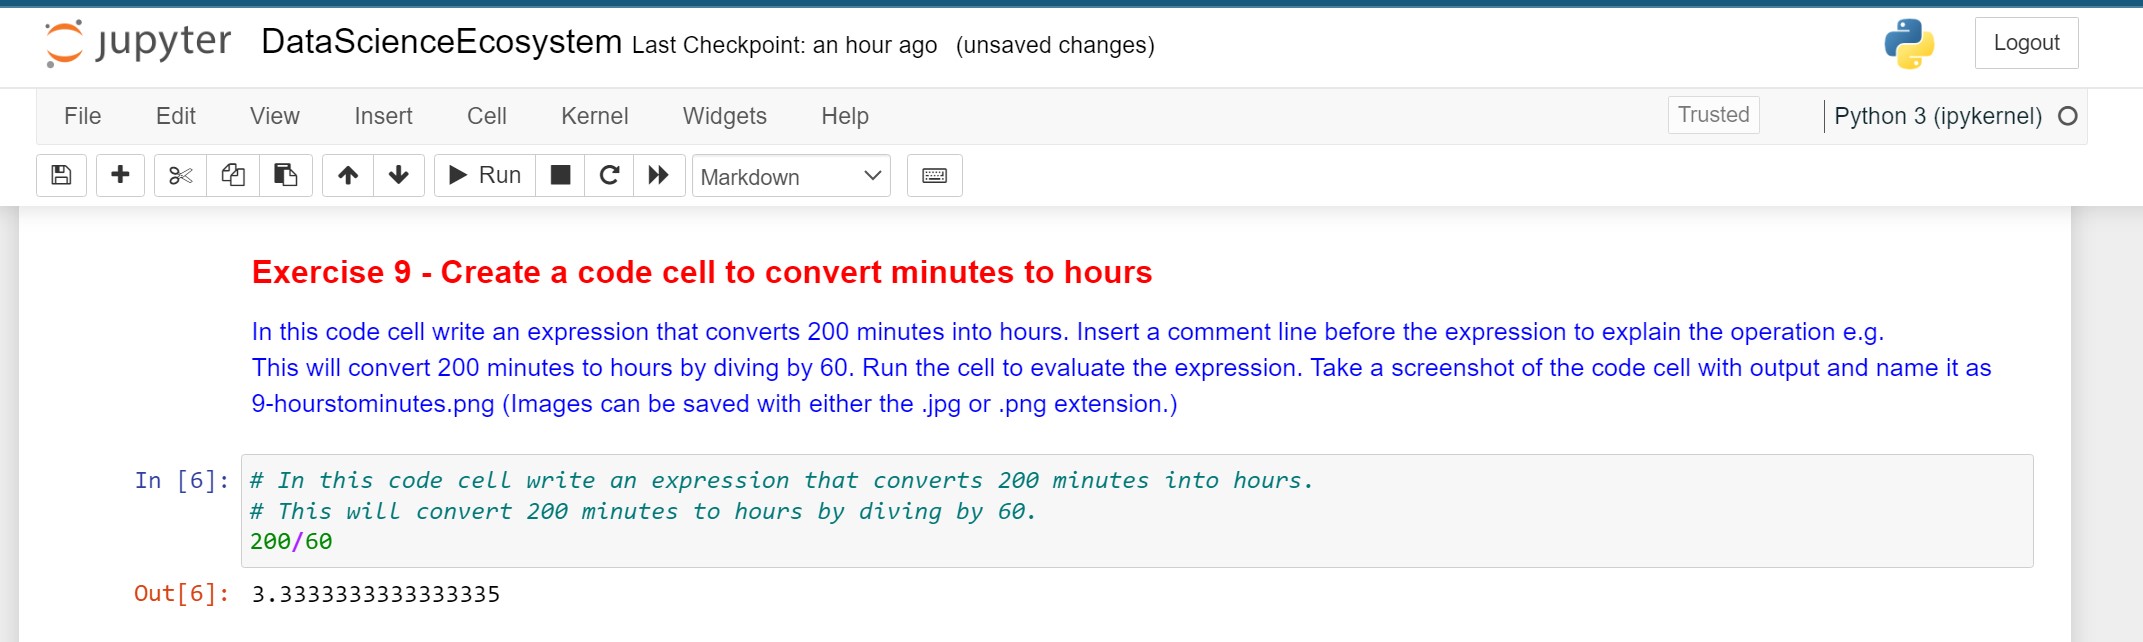 jupyter DataScienceEcosystem Last Checkpoint: an hour ago (unsaved changes) Logout
File Edit View Insert Cell Kernel Widgets Help Trusted Python 3 (ipykernel)
Run Markdown
Exercise 9 - Create a code cell to convert minutes to hours
In this code cell write an expression that converts 200 minutes into hours. Insert a comment line before the expression to explain the operation e.g.
This will convert 200 minutes to hours by diving by 60. Run the cell to evaluate the expression. Take a screenshot of the code cell with output and name it as
9-hourstominutes.png (Images can be saved with either the .jpg or .png extension.)
In [6]: # In this code cell write an expression that converts 200 minutes into hours.
# This will convert 200 minutes to hours by diving by 60.
200/60
Out[6]: 3.3333333333333335